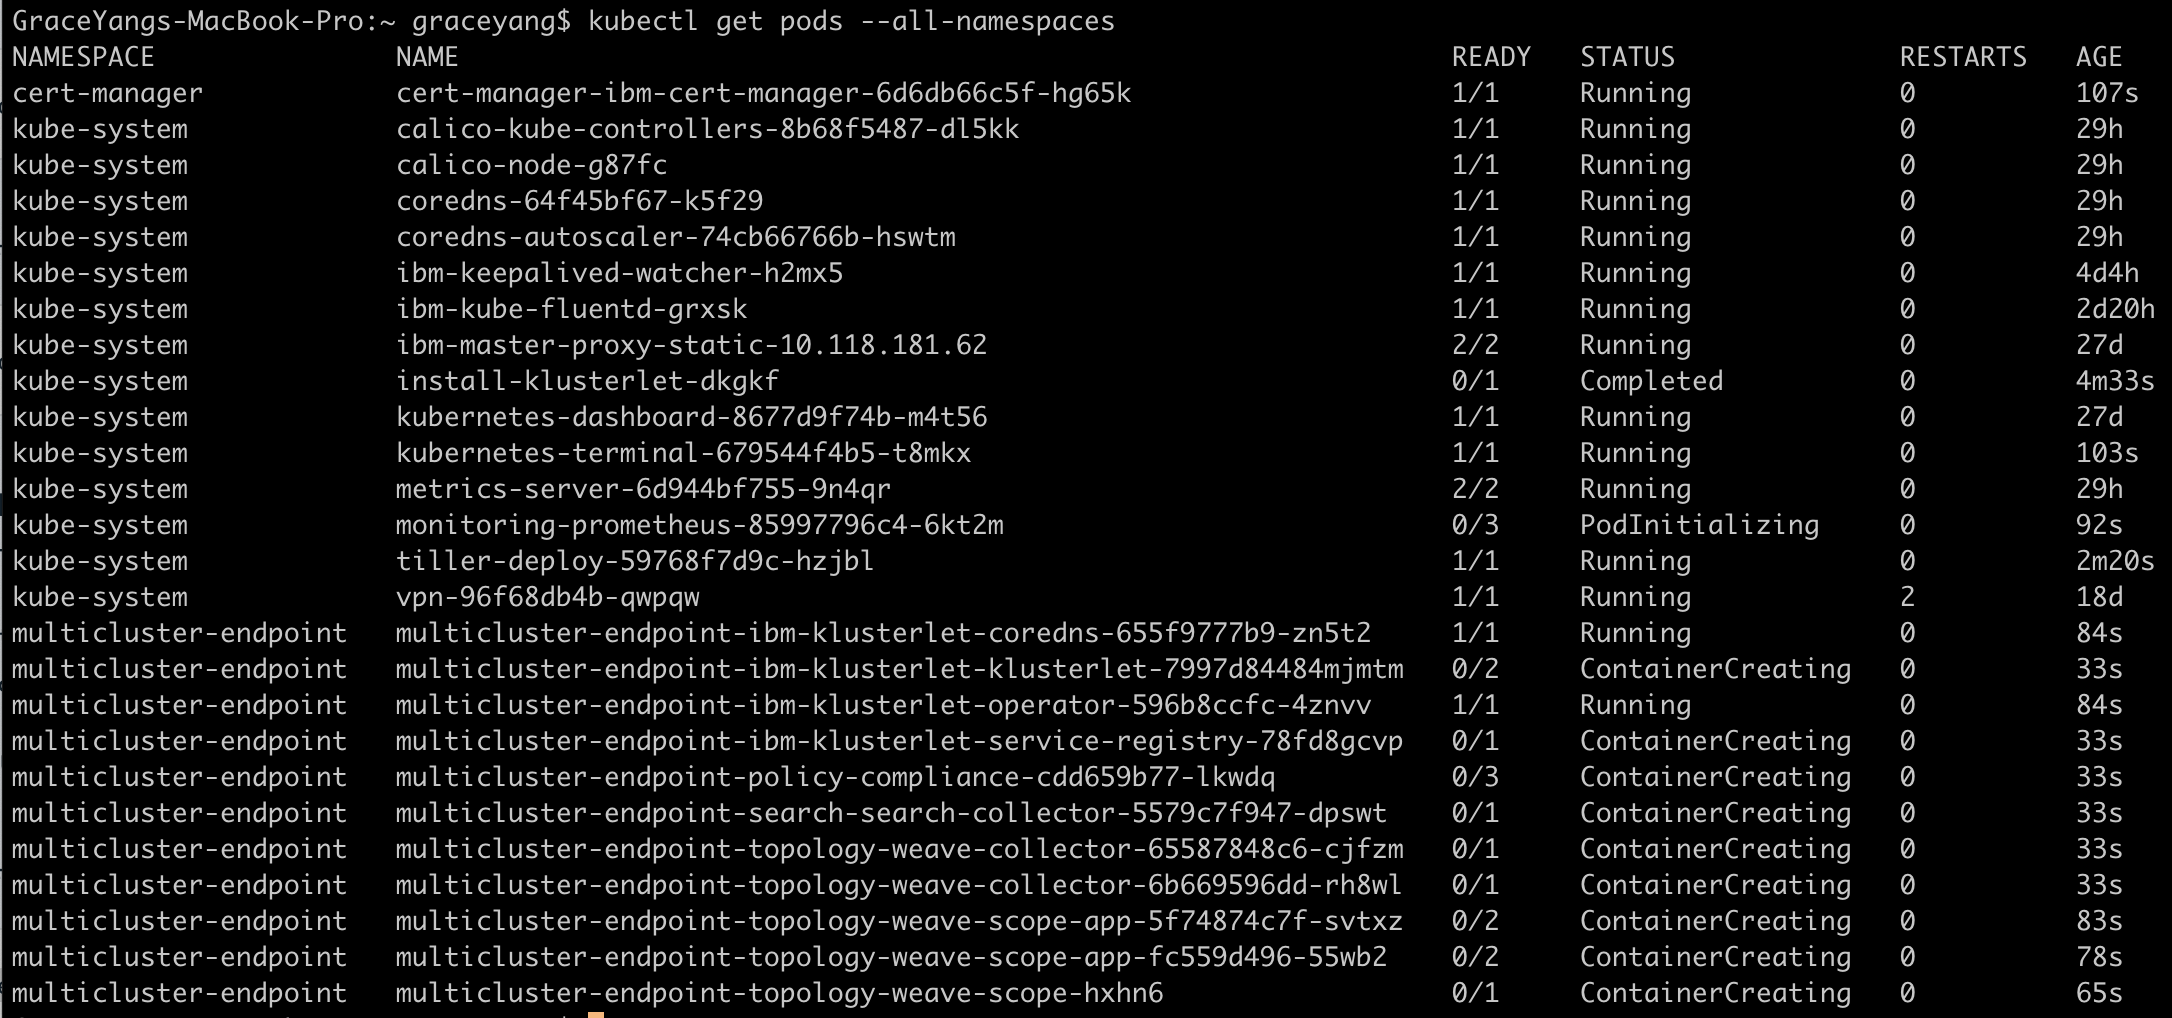 GraceYangs-MacBook-Pro:~ graceyang$ kubectl get pods --all-namespaces
NAMESPACE NAME READY STATUS RESTARTS AGE
cert-manager cert-manager-ibm-cert-manager-6d6db66c5f-hg65k 1/1 Running 0 107s
kube-system calico-kube-controllers-8b68f5487-dl5kk 1/1 Running 0 29h
kube-system calico-node-g87fc 1/1 Running 0 29h
kube-system coredns-64f45bf67-k5f29 1/1 Running 0 29h
kube-system coredns-autoscaler-74cb66766b-hswtm 1/1 Running 0 29h
kube-system ibm-keepalived-watcher-h2mx5 1/1 Running 0 4d4h
kube-system ibm-kube-fluentd-grxsk 1/1 Running 0 2d20h
kube-system ibm-master-proxy-static-10.118.181.62 2/2 Running 0 27d
kube-system install-klusterlet-dkgkf 0/1 Completed 0 4m33s
kube-system kubernetes-dashboard-8677d9f74b-m4t56 1/1 Running 0 27d
kube-system kubernetes-terminal-679544f4b5-t8mkx 1/1 Running 0 103s
kube-system metrics-server-6d944bf755-9n4qr 2/2 Running 0 29h
kube-system monitoring-prometheus-85997796c4-6kt2m 0/3 PodInitializing 0 92s
kube-system tiller-deploy-59768f7d9c-hzjbl 1/1 Running 0 2m20s
kube-system vpn-96f68db4b-qwpqw 1/1 Running 2 18d
multicluster-endpoint multicluster-endpoint-ibm-klusterlet-coredns-655f9777b9-zn5t2 1/1 Running 0 84s
multicluster-endpoint multicluster-endpoint-ibm-klusterlet-klusterlet-7997d84484mjmtm 0/2 ContainerCreating 0 33s
multicluster-endpoint multicluster-endpoint-ibm-klusterlet-operator-596b8ccfc-4znvv 1/1 Running 0 84s
multicluster-endpoint multicluster-endpoint-ibm-klusterlet-service-registry-78fd8gcvp 0/1 ContainerCreating 0 33s
multicluster-endpoint multicluster-endpoint-policy-compliance-cdd659b77-lkwdq 0/3 ContainerCreating 0 33s
multicluster-endpoint multicluster-endpoint-search-search-collector-5579c7f947-dpswt 0/1 ContainerCreating 0 33s
multicluster-endpoint multicluster-endpoint-topology-weave-collector-65587848c6-cjfzm 0/1 ContainerCreating 0 33s
multicluster-endpoint multicluster-endpoint-topology-weave-collector-6b669596dd-rh8wl 0/1 ContainerCreating 0 33s
multicluster-endpoint multicluster-endpoint-topology-weave-scope-app-5f74874c7f-svtxz 0/2 ContainerCreating 0 83s
multicluster-endpoint multicluster-endpoint-topology-weave-scope-app-fc559d496-55wb2 0/2 ContainerCreating 0 78s
multicluster-endpoint multicluster-endpoint-topology-weave-scope-hxhn6 0/1 ContainerCreating 0 65s